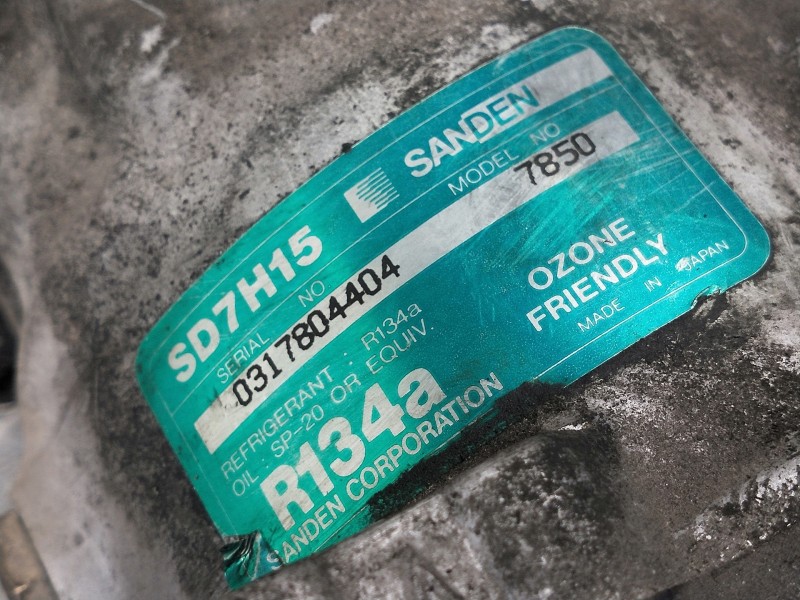 SANDEN
SD7H15
MODEL NO
7850
SERIAL NO
0317804404
OZONE
FRIENDLY
MADE IN JAPAN
REFRIGERANT : R134a
OIL : SP-20 OR EQUIV.
R134a
SANDEN CORPORATION